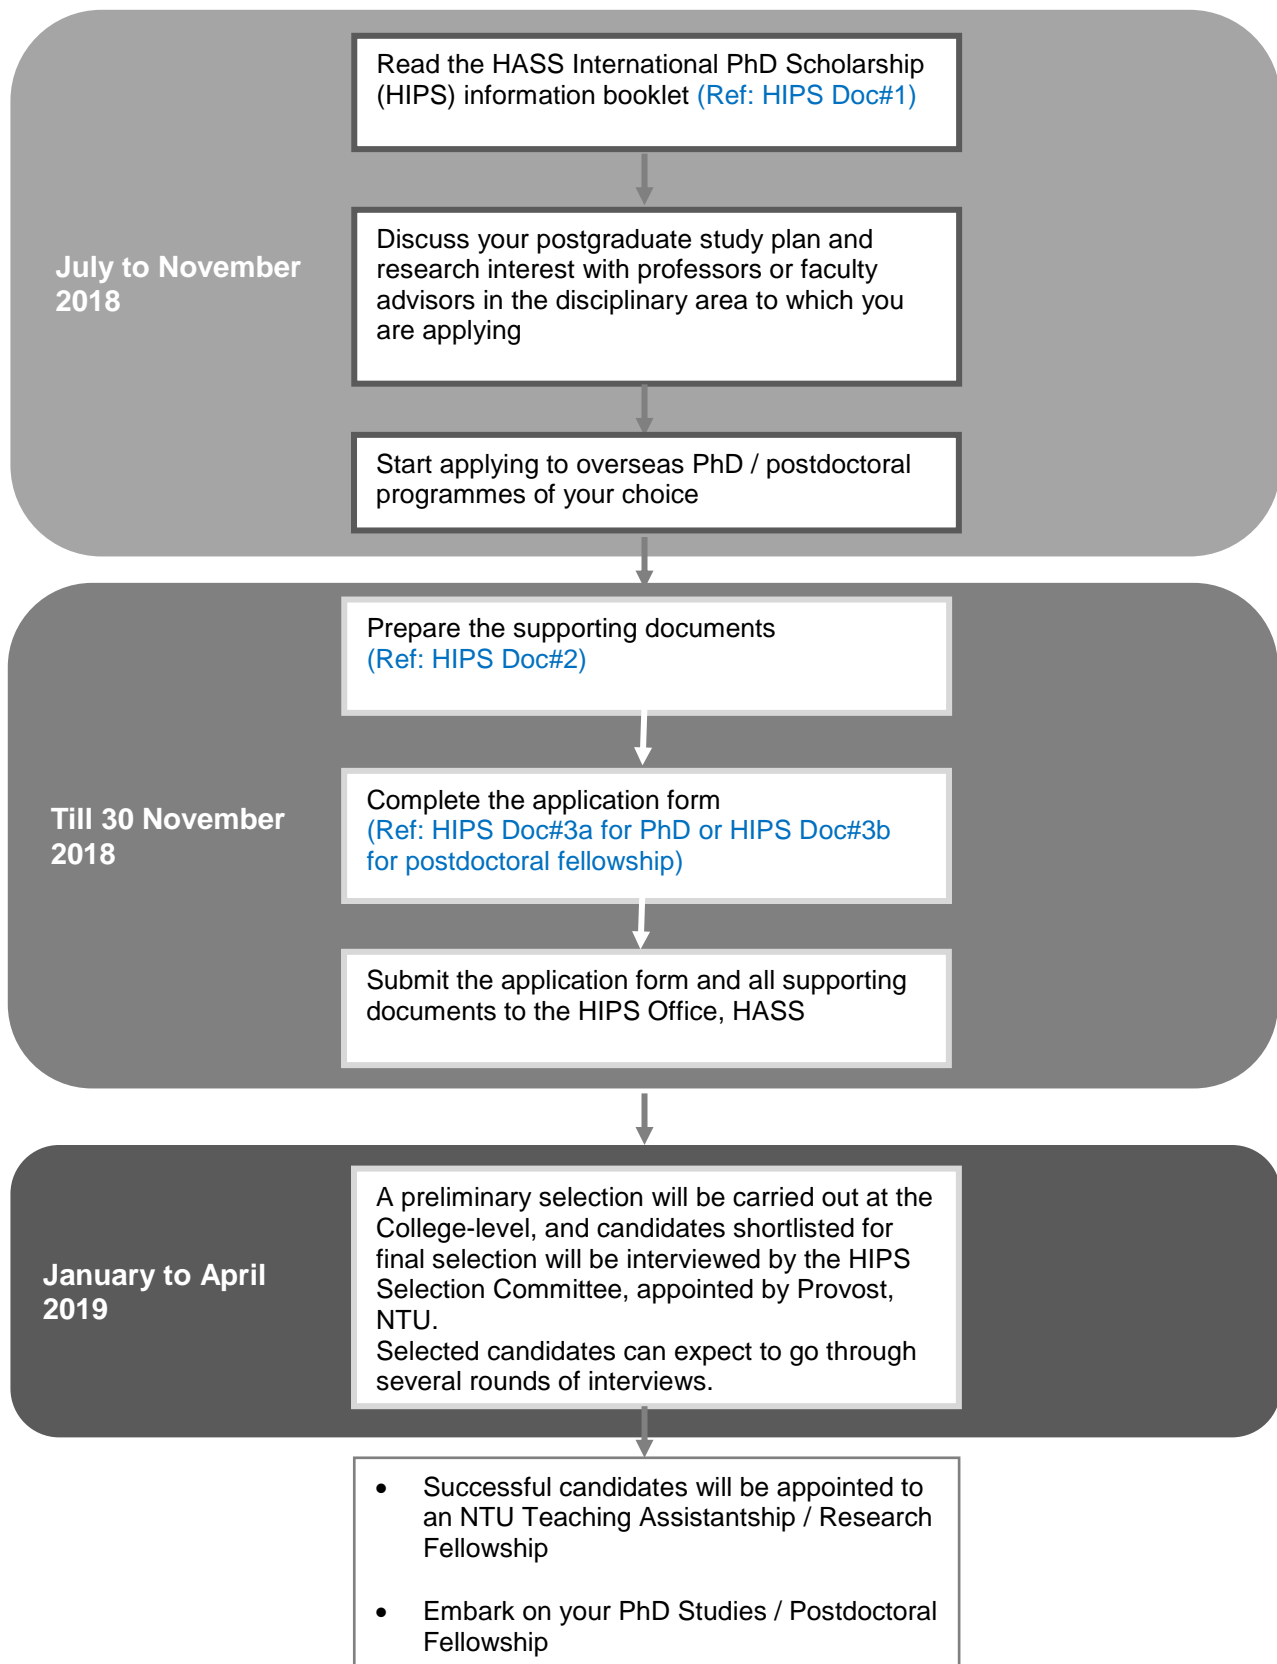 Read the HASS International PhD Scholarship
(HIPS) information booklet (Ref: HIPS Doc#1)
July to November
2018
Discuss your postgraduate study plan and
research interest with professors or faculty
advisors in the disciplinary area to which you
are applying
Start applying to overseas PhD / postdoctoral
programmes of your choice
Till 30 November
2018
Prepare the supporting documents
(Ref: HIPS Doc#2)
Complete the application form
(Ref: HIPS Doc#3a for PhD or HIPS Doc#3b
for postdoctoral fellowship)
Submit the application form and all supporting
documents to the HIPS Office, HASS
January to April
2019
A preliminary selection will be carried out at the
College-level, and candidates shortlisted for
final selection will be interviewed by the HIPS
Selection Committee, appointed by Provost,
NTU.
Selected candidates can expect to go through
several rounds of interviews.
• Successful candidates will be appointed to
an NTU Teaching Assistantship / Research
Fellowship
• Embark on your PhD Studies / Postdoctoral
Fellowship